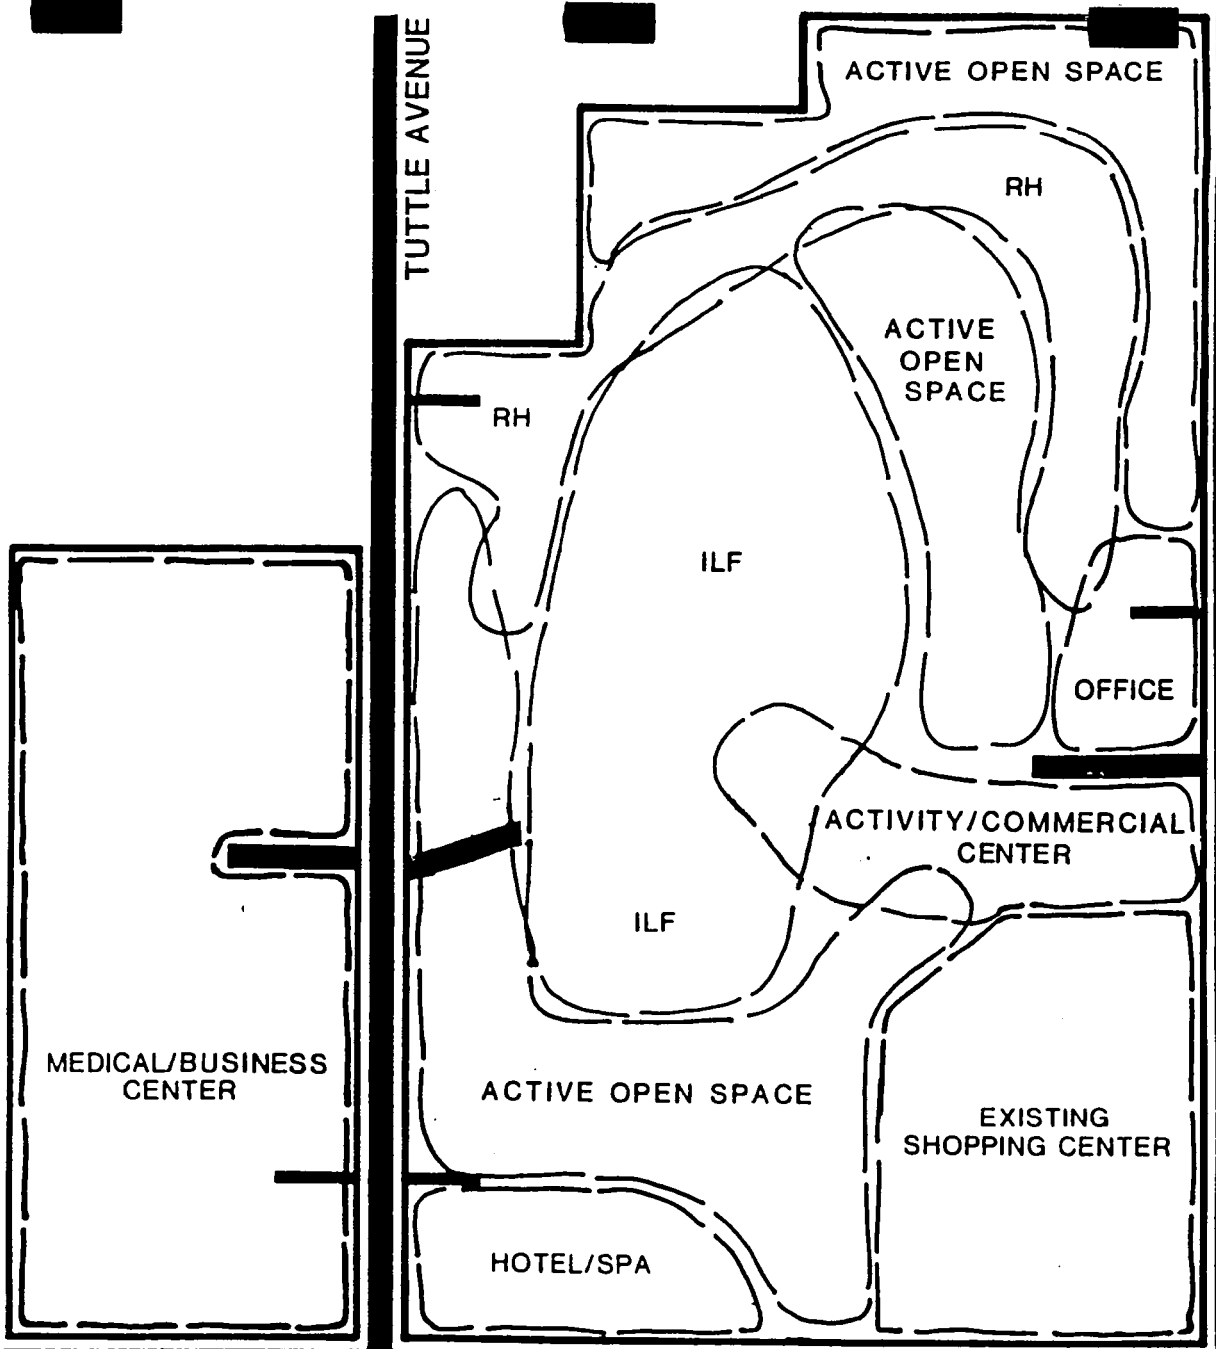 TUTTLE AVENUE
ACTIVE OPEN SPACE
RH
ACTIVE
OPEN
SPACE
RH
ILF
OFFICE
ACTIVITY/COMMERCIAL
CENTER
ILF
MEDICAL/BUSINESS
CENTER
ACTIVE OPEN SPACE
EXISTING
SHOPPING CENTER
HOTEL/SPA